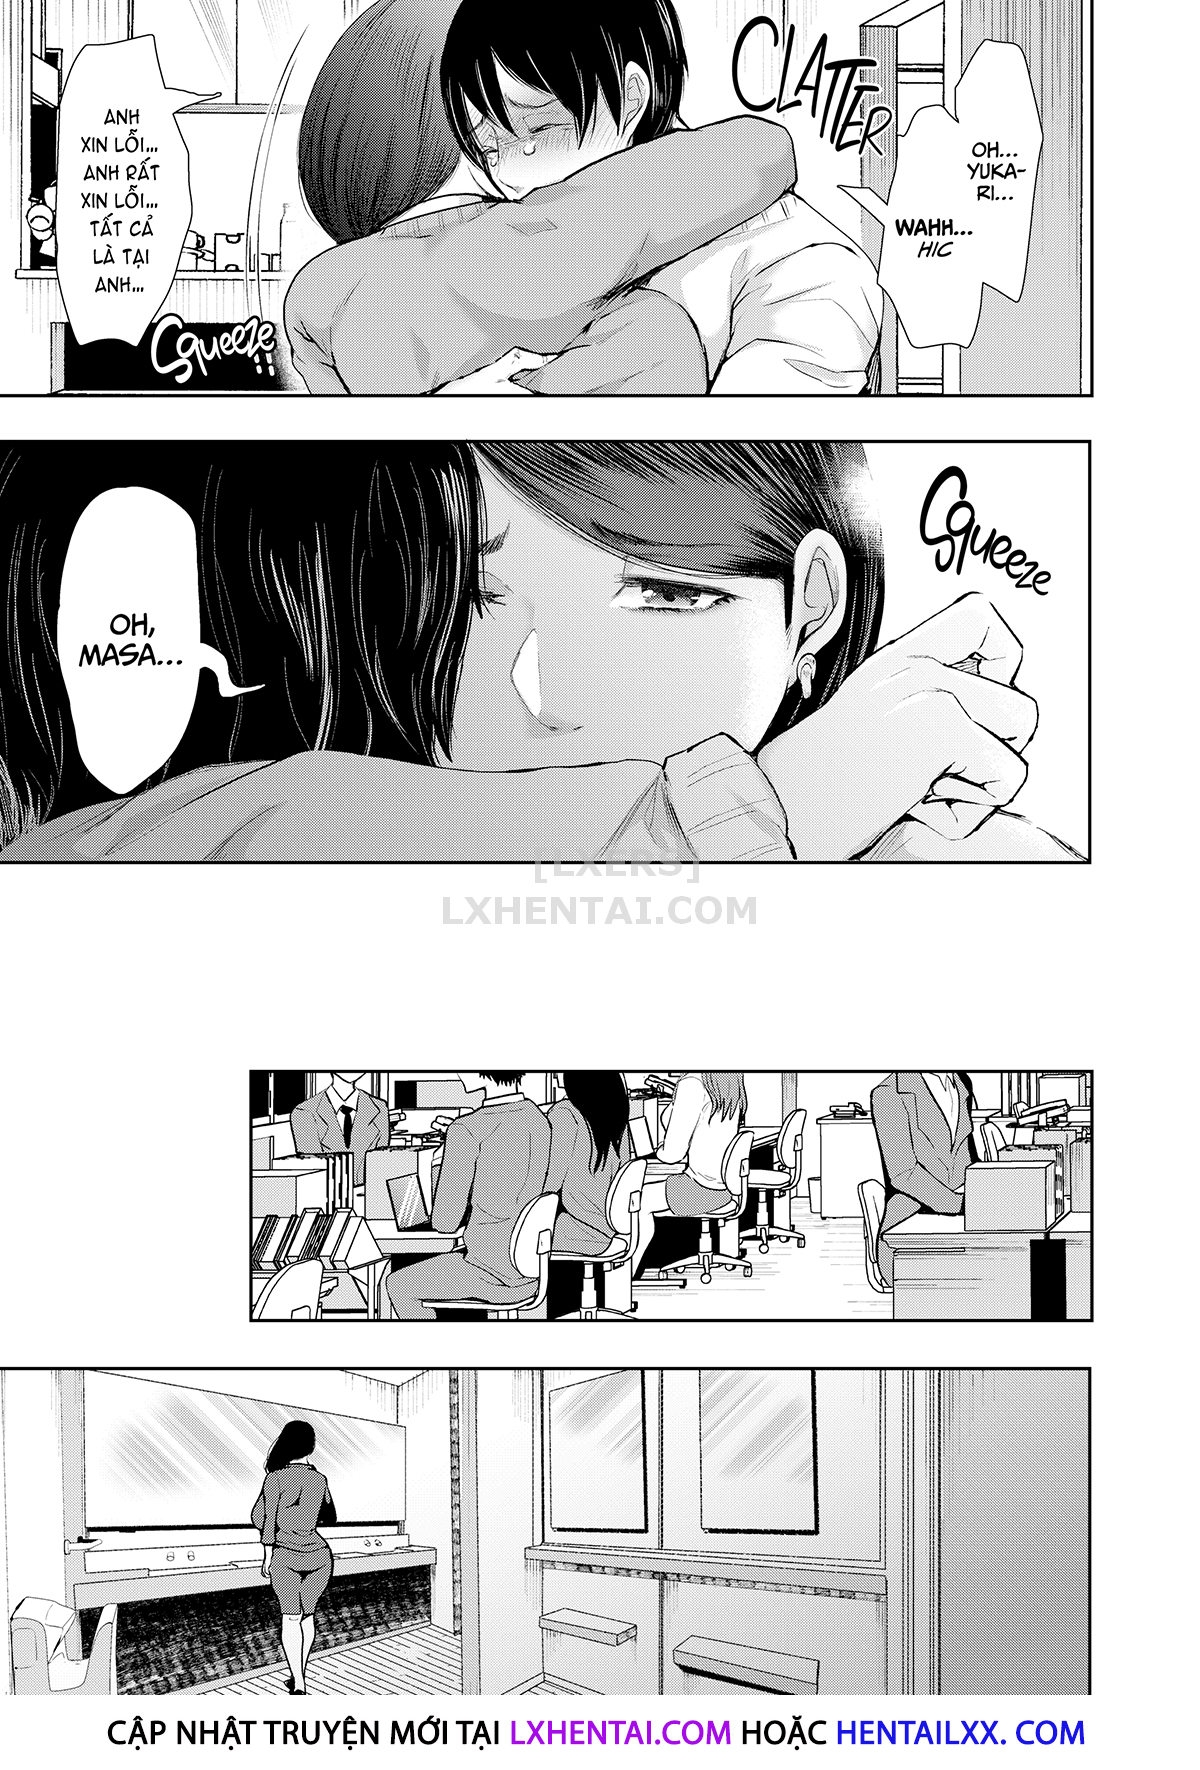 CLATTER
OH...
YUKA-
RI...
WAHH...
HIC
ANH
XIN LỖI...
ANH RẤT
XIN LỖI...
TẤT CẢ
LÀ TẠI
ANH...
Squeeze
Squeeze
OH,
MASA...
[LXERS]
LXHENTAI.COM
CẬP NHẬT TRUYỆN MỚI TẠI LXHENTAI.COM HOẶC HENTAILXX. COM